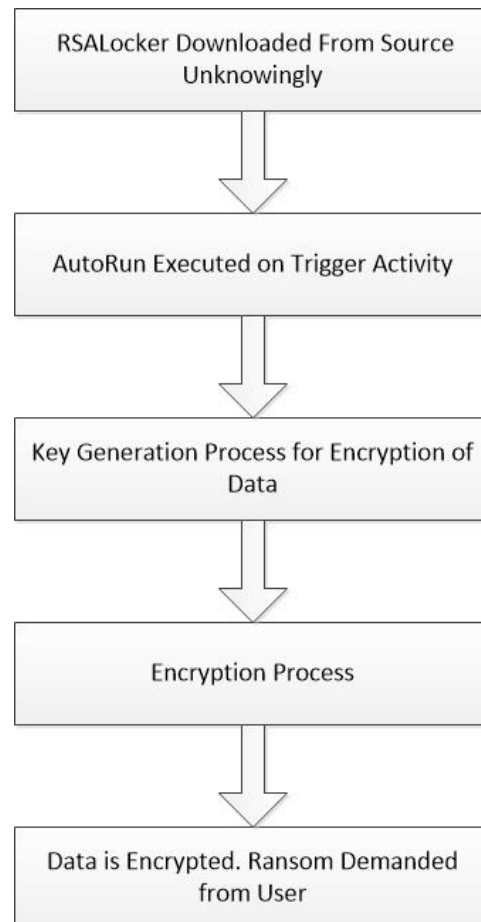 RSALocker Downloaded From Source
Unknowingly
AutoRun Executed on Trigger Activity
Key Generation Process for Encryption of
Data
Encryption Process
Data is Encrypted. Ransom Demanded
from User